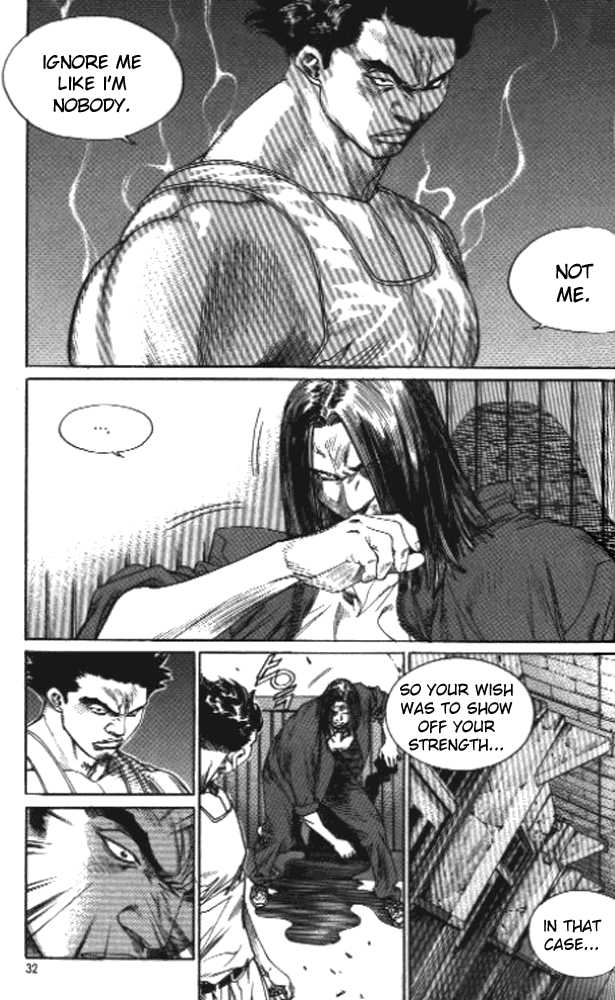 IGNORE ME
LIKE I'M
NOBODY.
NOT
ME.
...
SO YOUR WISH
WAS TO SHOW
OFF YOUR
STRENGTH...
IN THAT
CASE...
32